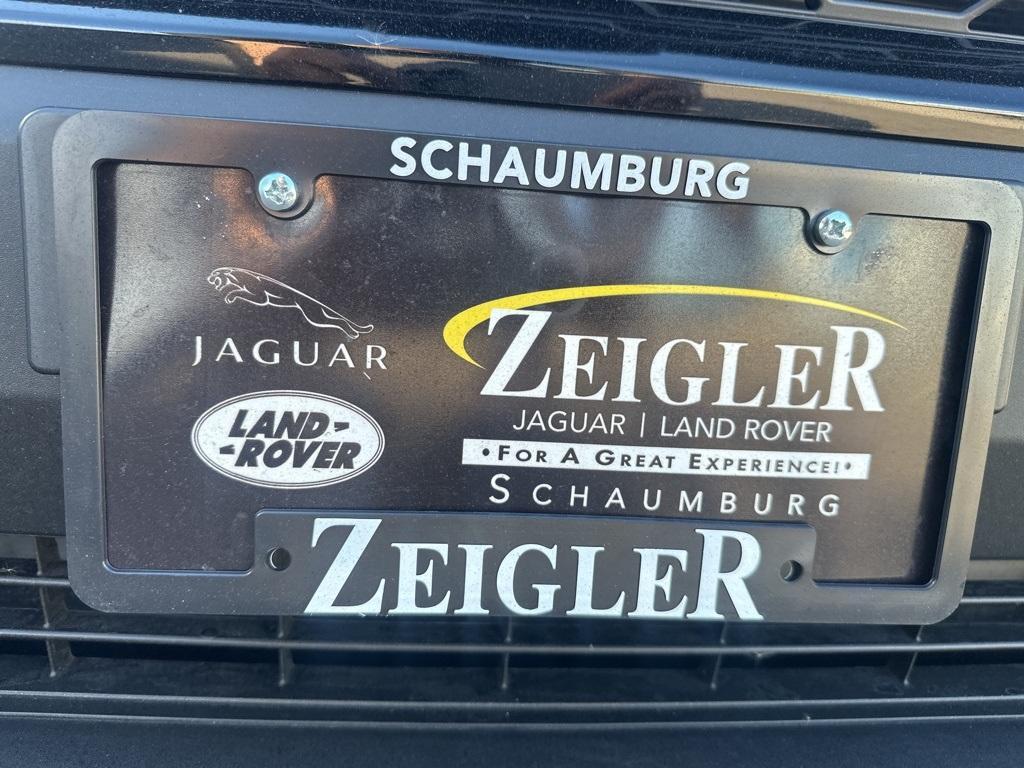 SCHAUMBURG
JAGUAR
LAND-
-ROVER
ZEIGLER
JAGUAR | LAND ROVER
•FOR A GREAT EXPERIENCE!•
SCHAUMBURG
ZEIGLER